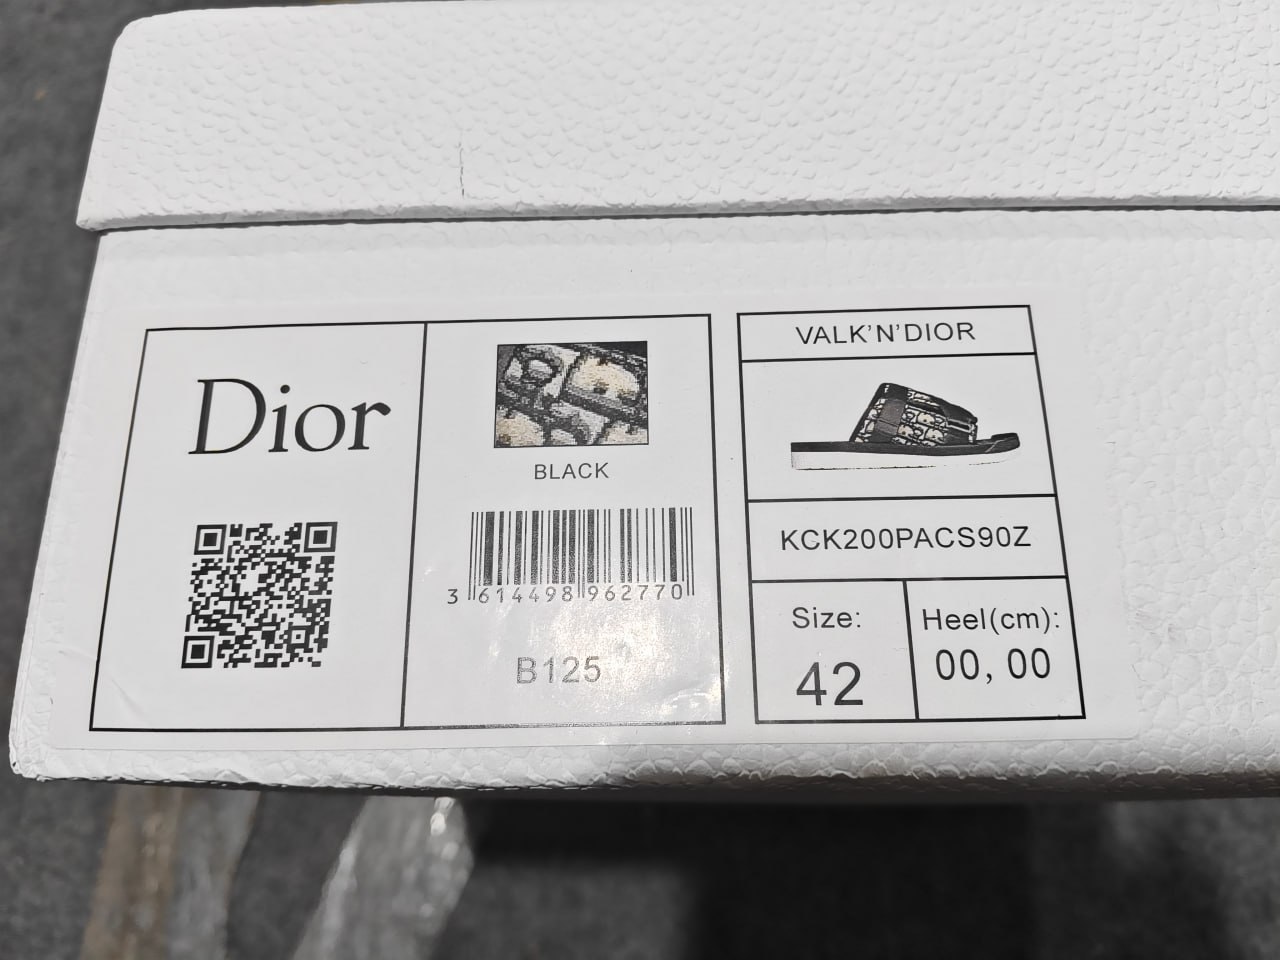 Dior
BLACK
3 614498 962770
B125
VALK'N'DIOR
KCK200PACS90Z
Size:
42
Heel(cm):
00, 00